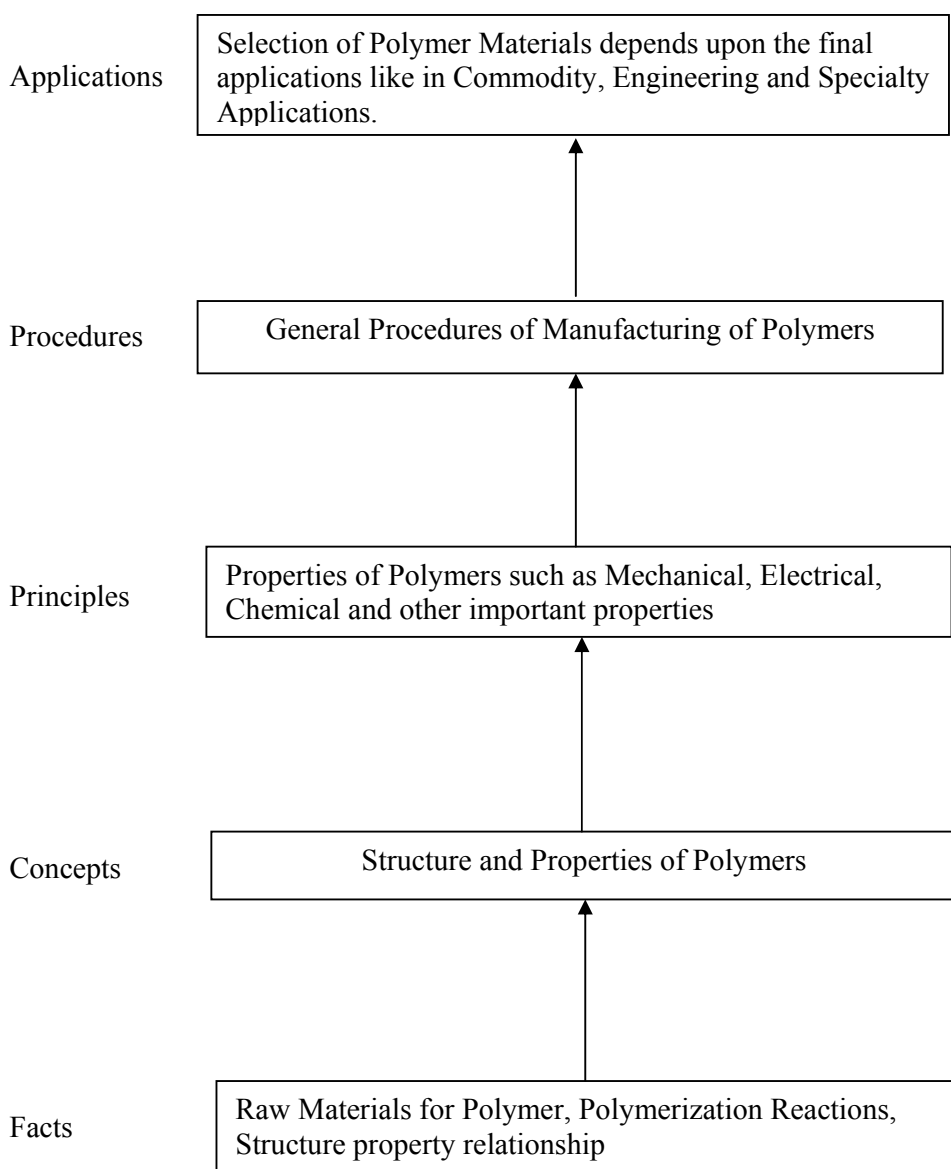 Applications
Selection of Polymer Materials depends upon the final
applications like in Commodity, Engineering and Specialty
Applications.
Procedures
General Procedures of Manufacturing of Polymers
Principles
Properties of Polymers such as Mechanical, Electrical,
Chemical and other important properties
Concepts
Structure and Properties of Polymers
Facts
Raw Materials for Polymer, Polymerization Reactions,
Structure property relationship